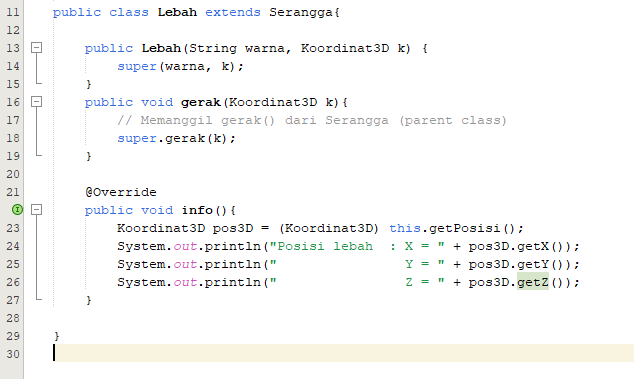 11 public class Lebah extends Serangga{
12
13 public Lebah(String warna, Koordinat3D k) {
14 super(warna, k);
15 }
16 public void gerak(Koordinat3D k){
17 // Memanggil gerak() dari Serangga (parent class)
18 super.gerak(k);
19 }
20
21 @Override
public void info(){
23 Koordinat3D pos3D = (Koordinat3D) this.getPosisi();
24 System.out.println("Posisi lebah  : X = " + pos3D.getX());
25 System.out.println("                Y = " + pos3D.getY());
26 System.out.println("                Z = " + pos3D.getZ());
27 }
28
29 }
30